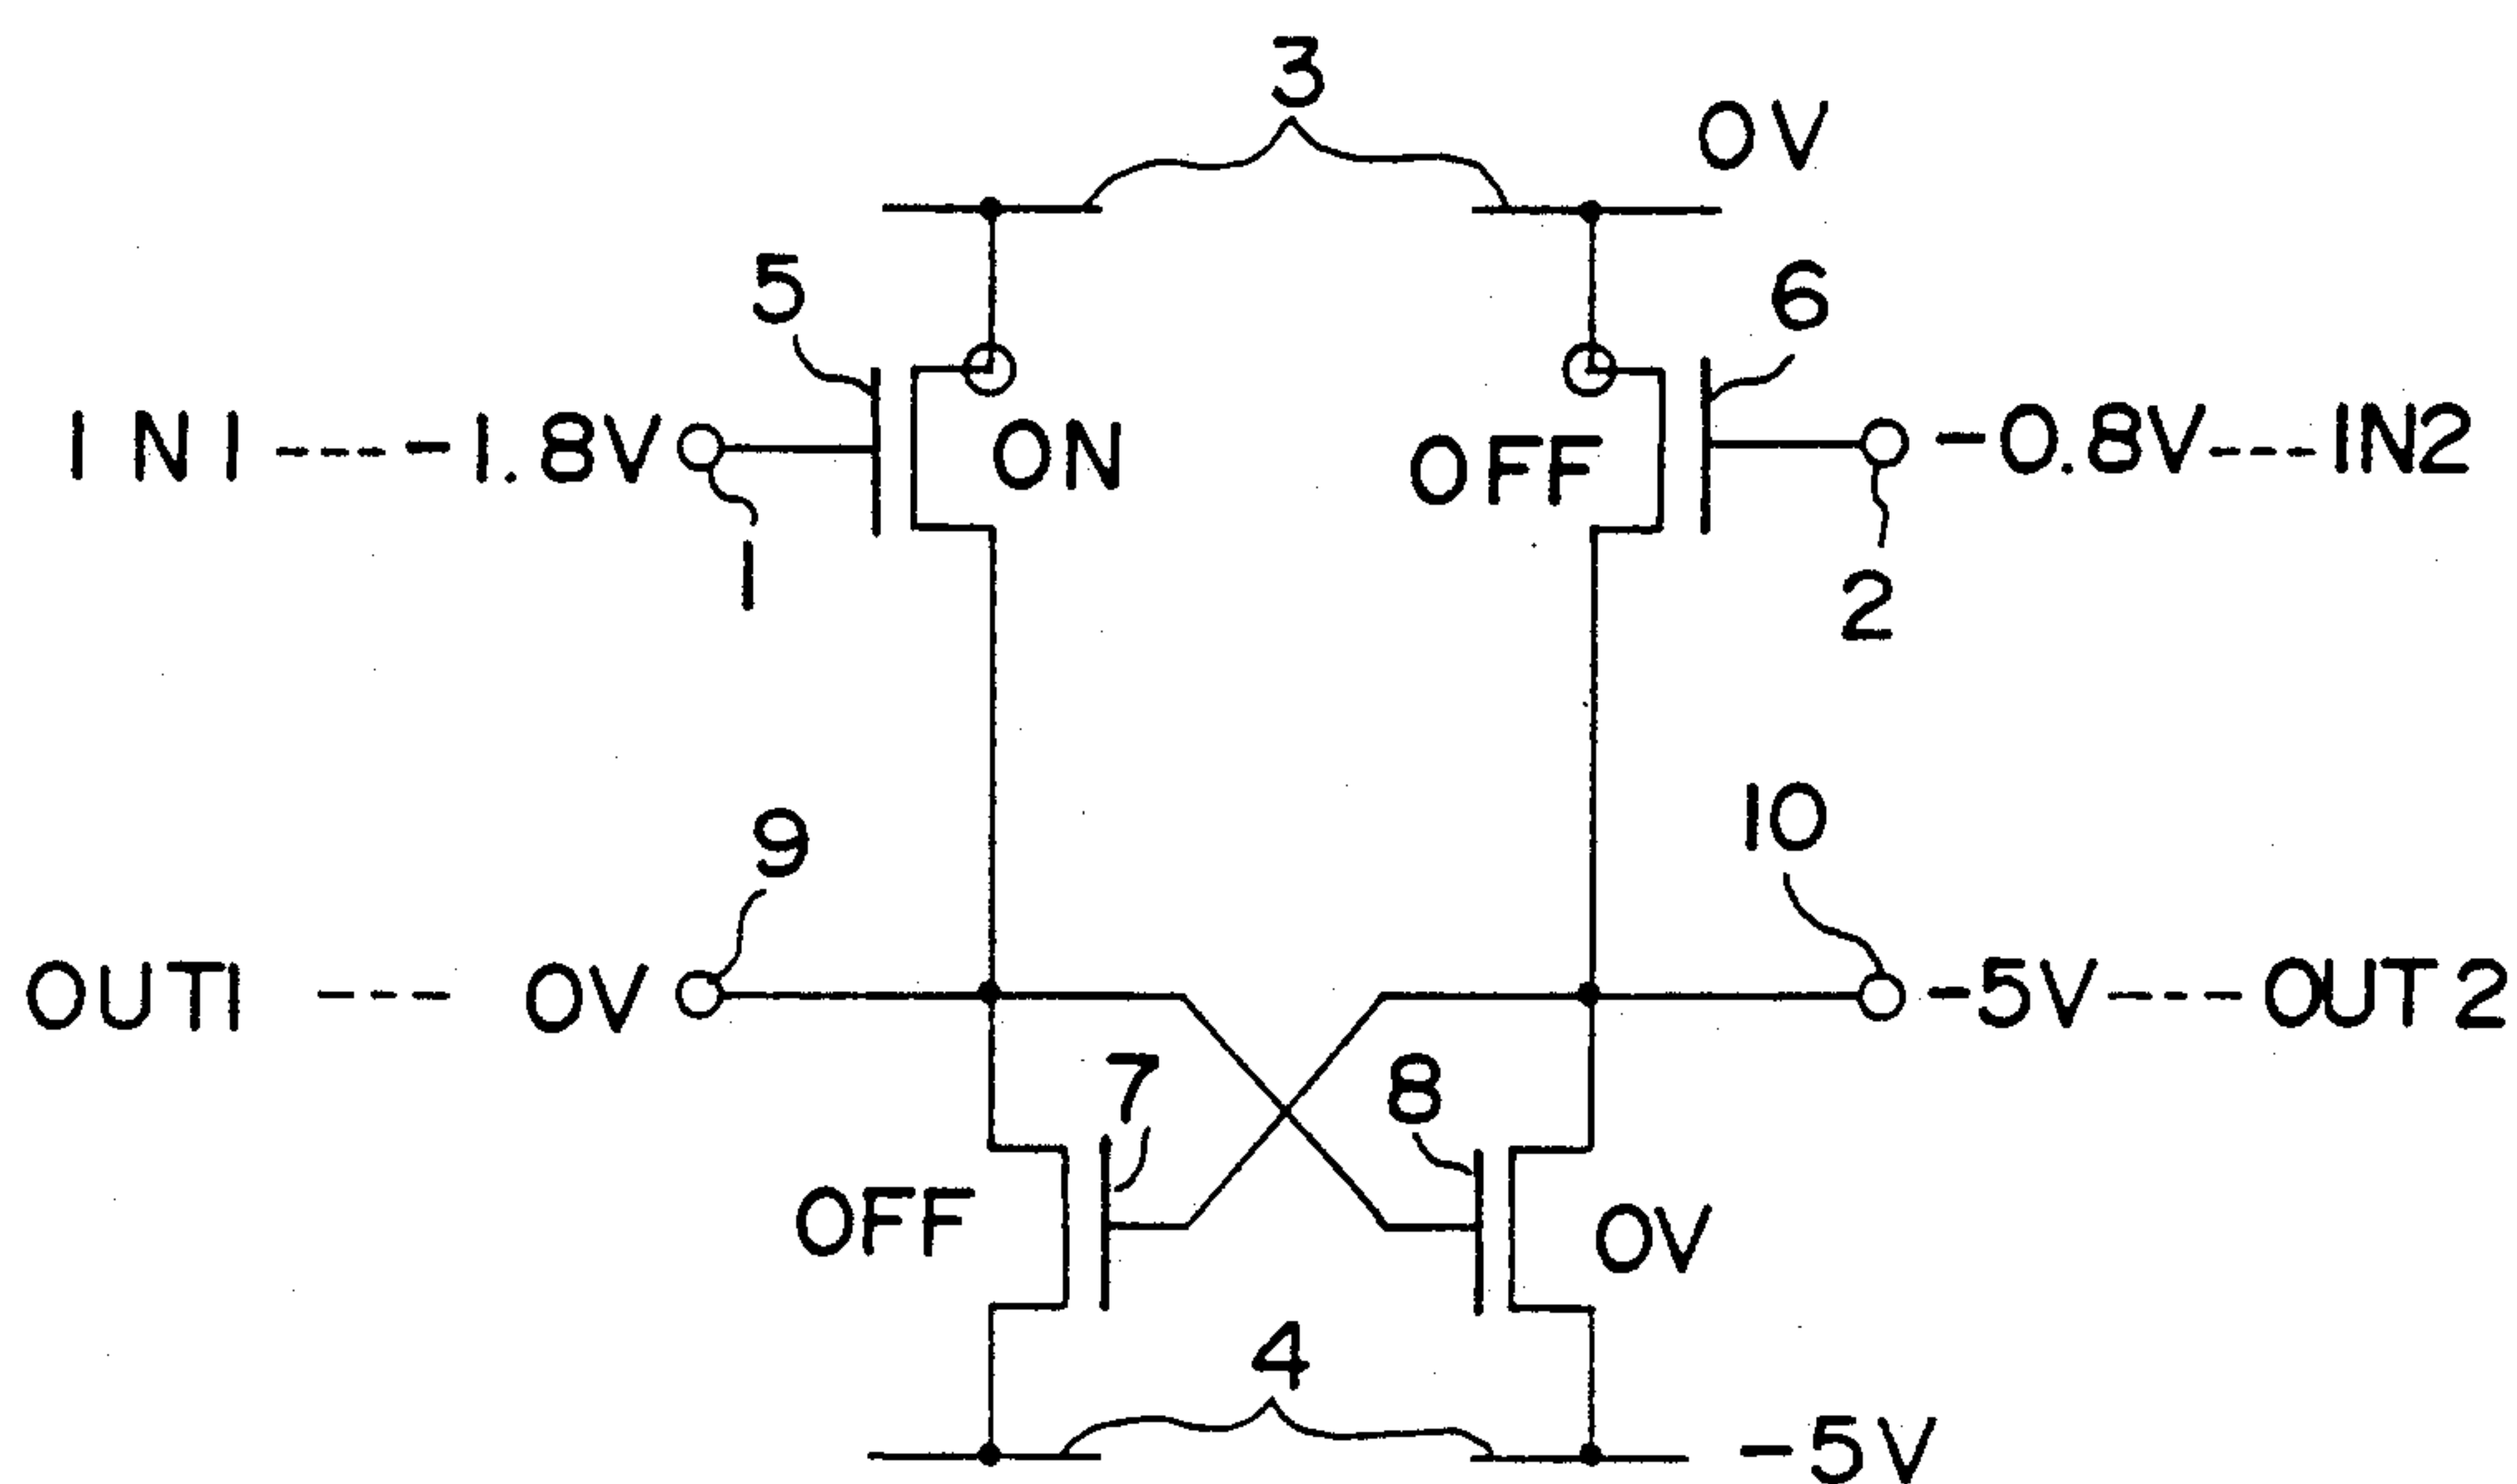 3
0V
5
6
IN1 ---- -1.8V
ON
OFF
-0.8V --- IN2
1
2
9
10
OUT1 --- 0V
-5V --- OUT2
7
8
OFF
0V
4
-5V